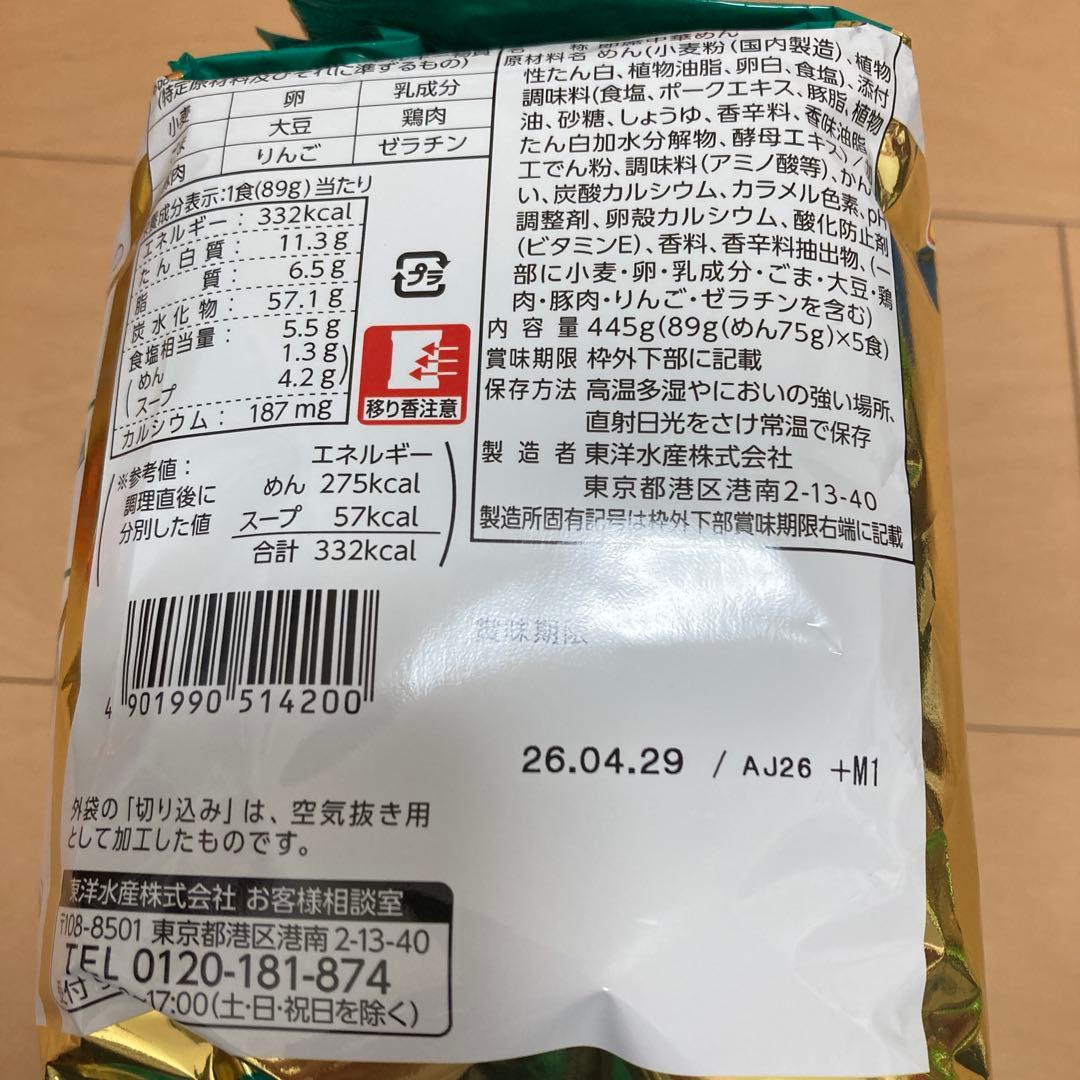 (特定原材料及びそれに準ずるもの)
小麦 卵 乳成分
大豆 鶏肉
りんご ゼラチン
成分表示:1食(89g)当たり
エネルギー: 332kcal
たん白質: 11.3g
脂質: 6.5g
炭水化物: 57.1g
食塩相当量: 5.5g
(めん 1.3g
スープ 4.2g)
カルシウム: 187mg
※参考値:
調理直後に
分別した値
エネルギー
めん 275kcal
スープ 57kcal
合計 332kcal
プラ
移り香注意
原材料名 めん(小麦粉(国内製造)、植物
性たん白、植物油脂、卵白、食塩)、添付
調味料(食塩、ポークエキス、豚脂、植物
油、砂糖、しょうゆ、香辛料、香味油脂、
たん白加水分解物、酵母エキス)/
工でん粉、調味料(アミノ酸等)、かん
い、炭酸カルシウム、カラメル色素、pH
調整剤、卵殻カルシウム、酸化防止剤
(ビタミンE)、香料、香辛料抽出物、(一
部に小麦・卵・乳成分・ごま・大豆・鶏
肉・豚肉・りんご・ゼラチンを含む)
内容量 445g(89g(めん75g)×5食)
賞味期限 枠外下部に記載
保存方法 高温多湿やにおいの強い場所、
直射日光をさけ常温で保存
製造者 東洋水産株式会社
東京都港区港南2-13-40
製造所固有記号は枠外下部賞味期限右端に記載
賞味期限
4 901990 514200
26.04.29 / AJ26 +M1
外袋の「切り込み」は、空気抜き用
として加工したものです。
東洋水産株式会社 お客様相談室
〒108-8501 東京都港区港南2-13-40
TEL 0120-181-874
17:00(土・日・祝日を除く)